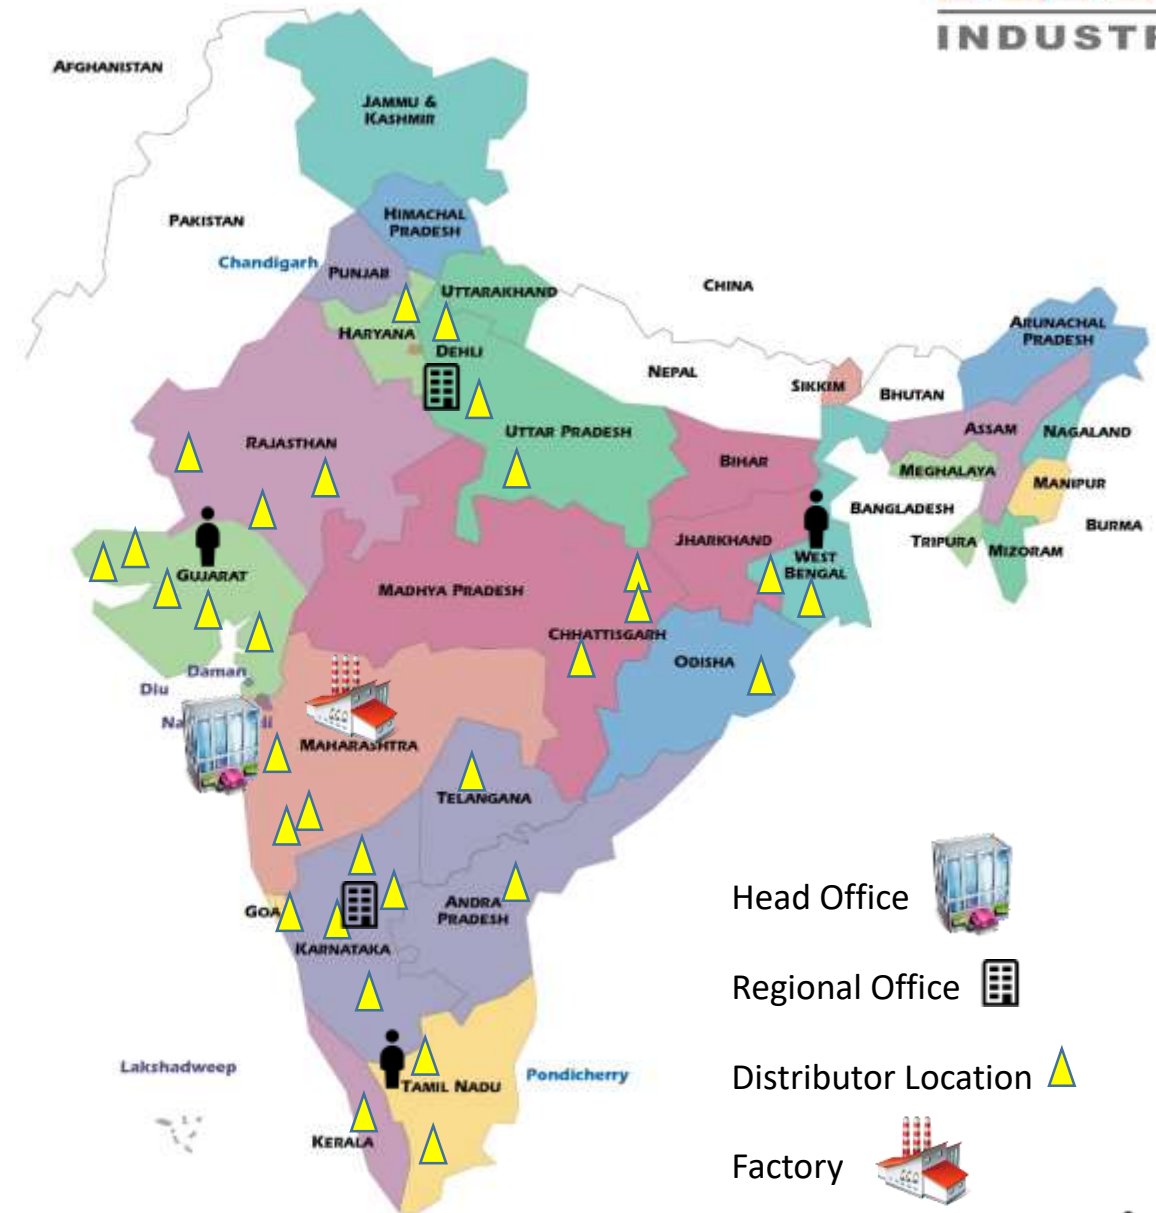 INDUSTR
AFGHANISTAN
JAMMU &
KASHMIR
PAKISTAN
HIMACHAL
PRADESH
Chandigarh
PUNJAB
UTTARAKHAND
CHINA
HARYANA
DEHLI
ARUNACHAL
PRADESH
NEPAL
SIKKIM
BHUTAN
RAJASTHAN
UTTAR PRADESH
ASSAM
NAGALAND
BIHAR
MEGHALAYA
MANIPUR
BANGLADESH
BURMA
JHARKHAND
TRIPURA
MIZORAM
WEST
BENGAL
GUJARAT
MADHYA PRADESH
CHHATTISGARH
ODISHA
Daman
Diu
Na
li
MAHARASHTRA
TELANGANA
Head Office
GOA
ANDRA
PRADESH
KARNATAKA
Regional Office
Lakshadweep
Pondicherry
TAMIL NADU
Distributor Location
KERALA
Factory